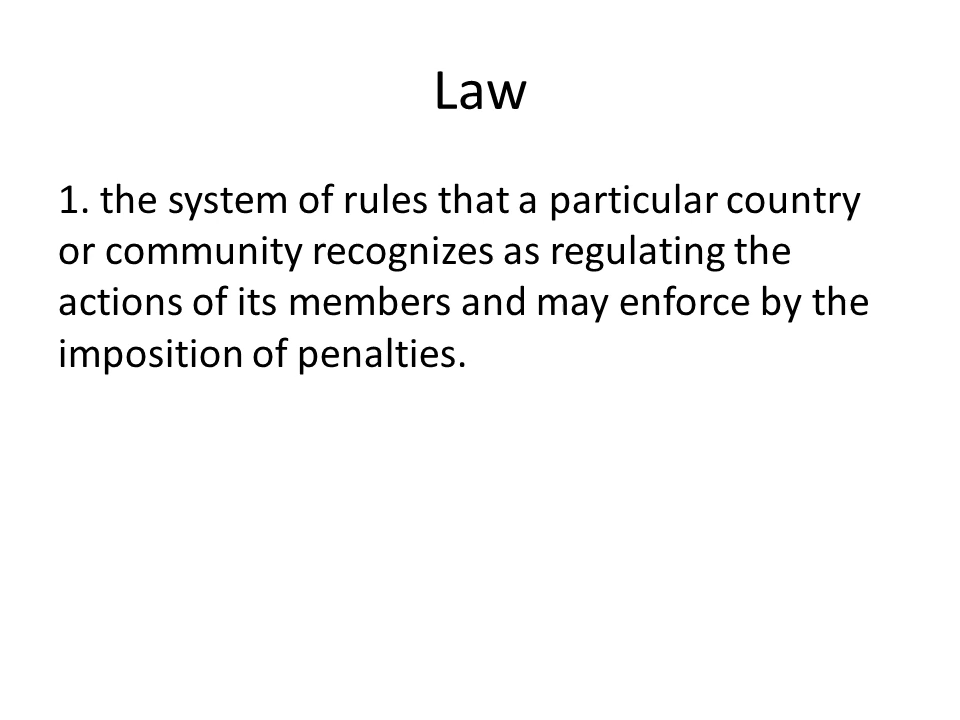 Law
1. the system of rules that a particular country
or community recognizes as regulating the
actions of its members and may enforce by the
imposition of penalties.